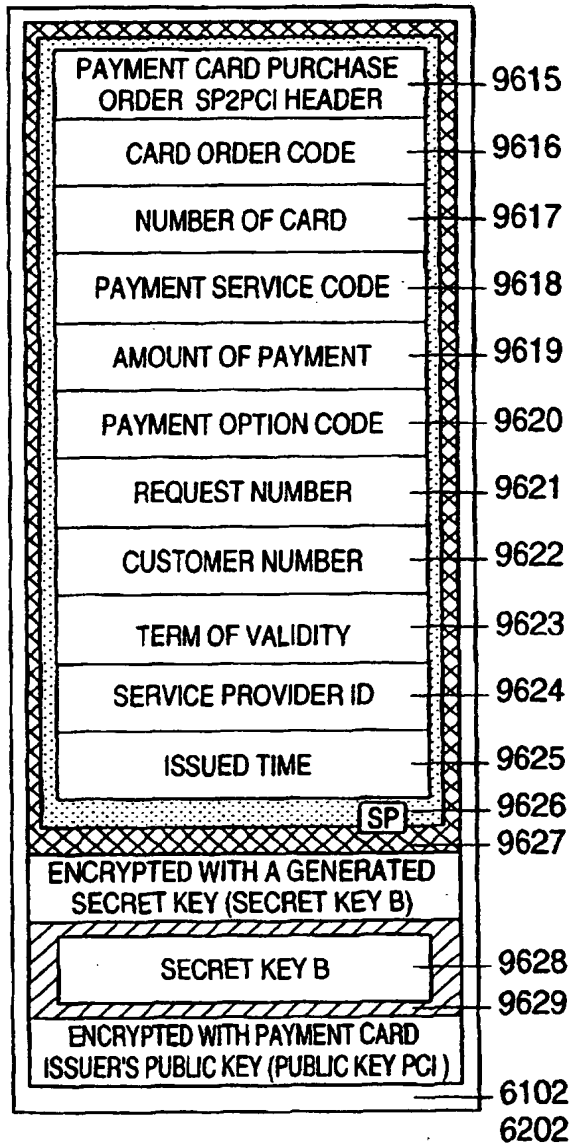 PAYMENT CARD PURCHASE
ORDER SP2PCI HEADER
9615
CARD ORDER CODE
9616
NUMBER OF CARD
9617
PAYMENT SERVICE CODE
9618
AMOUNT OF PAYMENT
9619
PAYMENT OPTION CODE
9620
REQUEST NUMBER
9621
CUSTOMER NUMBER
9622
TERM OF VALIDITY
9623
SERVICE PROVIDER ID
9624
ISSUED TIME
9625
SP
9626
9627
ENCRYPTED WITH A GENERATED
SECRET KEY (SECRET KEY B)
SECRET KEY B
9628
9629
ENCRYPTED WITH PAYMENT CARD
ISSUER'S PUBLIC KEY (PUBLIC KEY PCI )
6102
6202